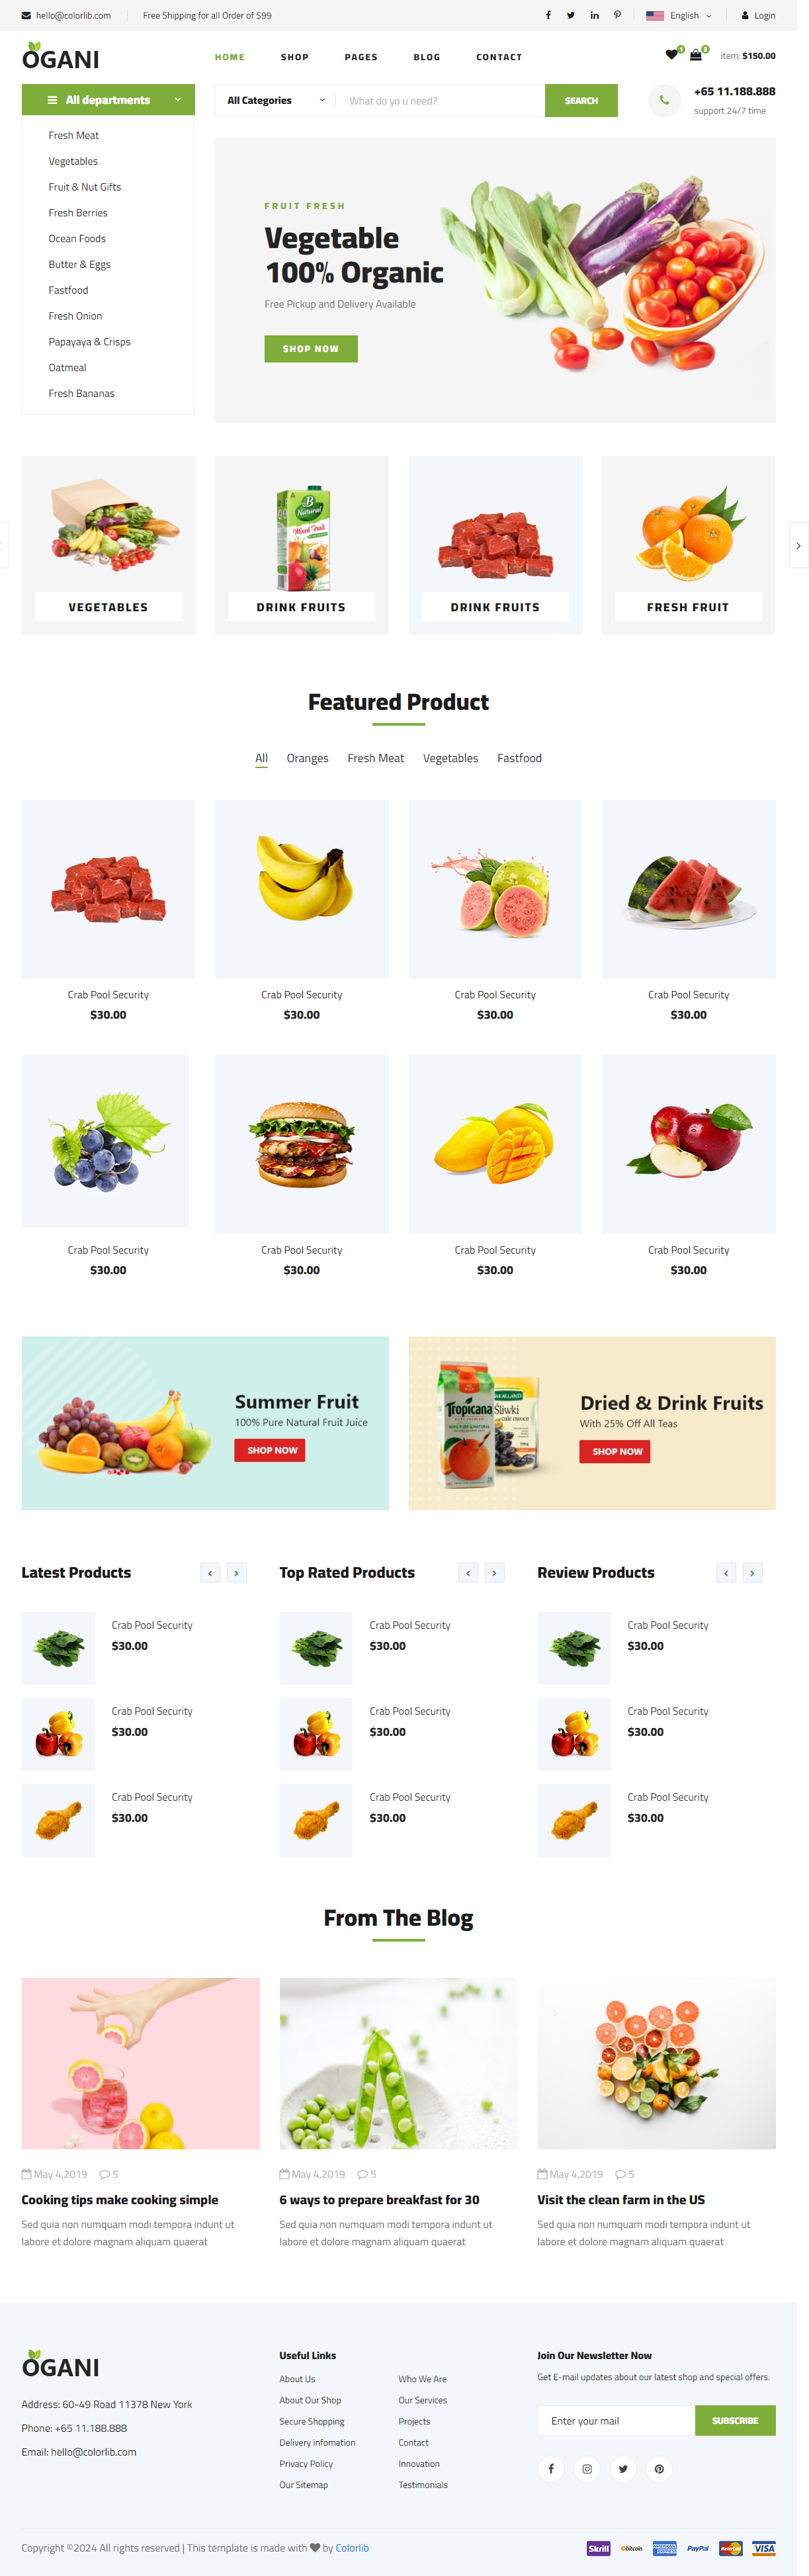 hello@colorlib.com
Free Shipping for all Order of $99
English
Login
OGANI
HOME
SHOP
PAGES
BLOG
CONTACT
1
3
item: $150.00
All departments
All Categories
What do yo u need?
SEARCH
+65 11.188.888
support 24/7 time
Fresh Meat
Vegetables
Fruit & Nut Gifts
Fresh Berries
Ocean Foods
Butter & Eggs
Fastfood
Fresh Onion
Papayaya & Crisps
Oatmeal
Fresh Bananas
FRUIT FRESH
Vegetable
100% Organic
Free Pickup and Delivery Available
SHOP NOW
B
Natural
Mixed Fruit
VEGETABLES
DRINK FRUITS
DRINK FRUITS
FRESH FRUIT
Featured Product
All
Oranges
Fresh Meat
Vegetables
Fastfood
Crab Pool Security
$30.00
Crab Pool Security
$30.00
Crab Pool Security
$30.00
Crab Pool Security
$30.00
Crab Pool Security
$30.00
Crab Pool Security
$30.00
Crab Pool Security
$30.00
Crab Pool Security
$30.00
Summer Fruit
100% Pure Natural Fruit Juice
SHOP NOW
Tropicana
Śliwki
Dried & Drink Fruits
With 25% Off All Teas
SHOP NOW
Latest Products
Crab Pool Security
$30.00
Crab Pool Security
$30.00
Crab Pool Security
$30.00
Top Rated Products
Crab Pool Security
$30.00
Crab Pool Security
$30.00
Crab Pool Security
$30.00
Review Products
Crab Pool Security
$30.00
Crab Pool Security
$30.00
Crab Pool Security
$30.00
From The Blog
May 4,2019
5
Cooking tips make cooking simple
Sed quia non numquam modi tempora indunt ut
labore et dolore magnam aliquam quaerat
May 4,2019
5
6 ways to prepare breakfast for 30
Sed quia non numquam modi tempora indunt ut
labore et dolore magnam aliquam quaerat
May 4,2019
5
Visit the clean farm in the US
Sed quia non numquam modi tempora indunt ut
labore et dolore magnam aliquam quaerat
OGANI
Address: 60-49 Road 11378 New York
Phone: +65 11.188.888
Email: hello@colorlib.com
Useful Links
About Us
About Our Shop
Secure Shopping
Delivery infomation
Privacy Policy
Our Sitemap
Who We Are
Our Services
Projects
Contact
Innovation
Testimonials
Join Our Newsletter Now
Get E-mail updates about our latest shop and special offers.
Enter your mail
SUBSCRIBE
Copyright ©2024 All rights reserved | This template is made with by Colorlib
Skrill
bitcoin
AMERICAN EXPRESS
PayPal
MasterCard
VISA